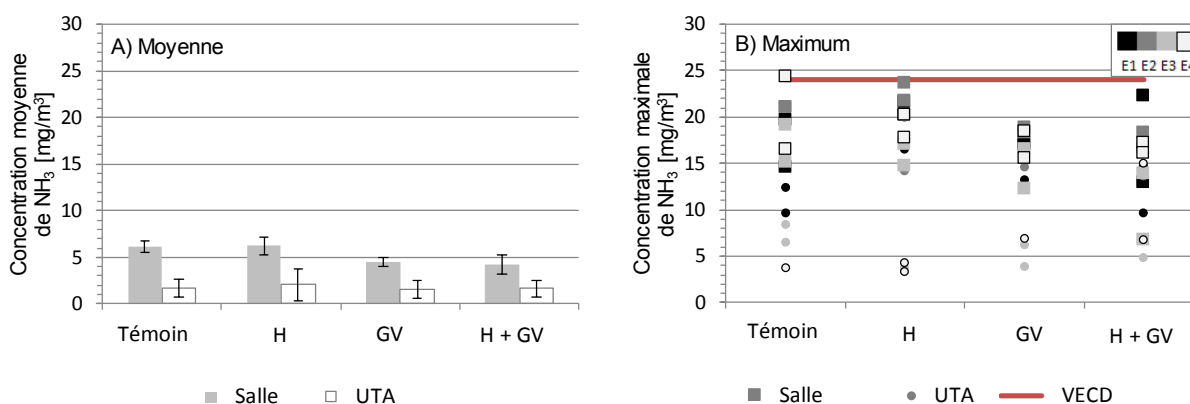 A) Moyenne
Concentration moyenne
de NH3 [mg/m³]
30
25
20
15
10
5
0
Témoin H GV H + GV
Salle UTA
B) Maximum
E1 E2 E3 E4
Concentration maximale
de NH3 [mg/m³]
30
25
20
15
10
5
0
Témoin H GV H + GV
Salle UTA VECD